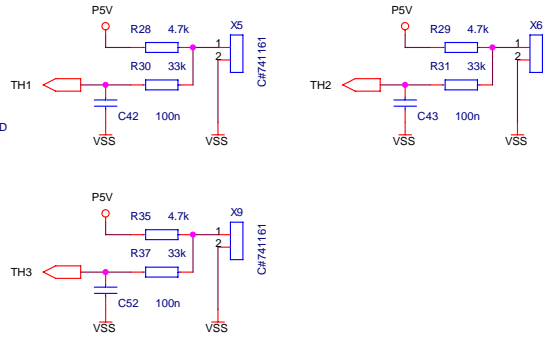 P5V
R28 4.7k
X5
1
2
C#741161
R30 33k
TH1
C42 100n
VSS
VSS
D
P5V
R29 4.7k
X6
1
2
R31 33k
TH2
C43 100n
VSS
VSS
P5V
R35 4.7k
X9
1
2
C#741161
R37 33k
TH3
C52 100n
VSS
VSS